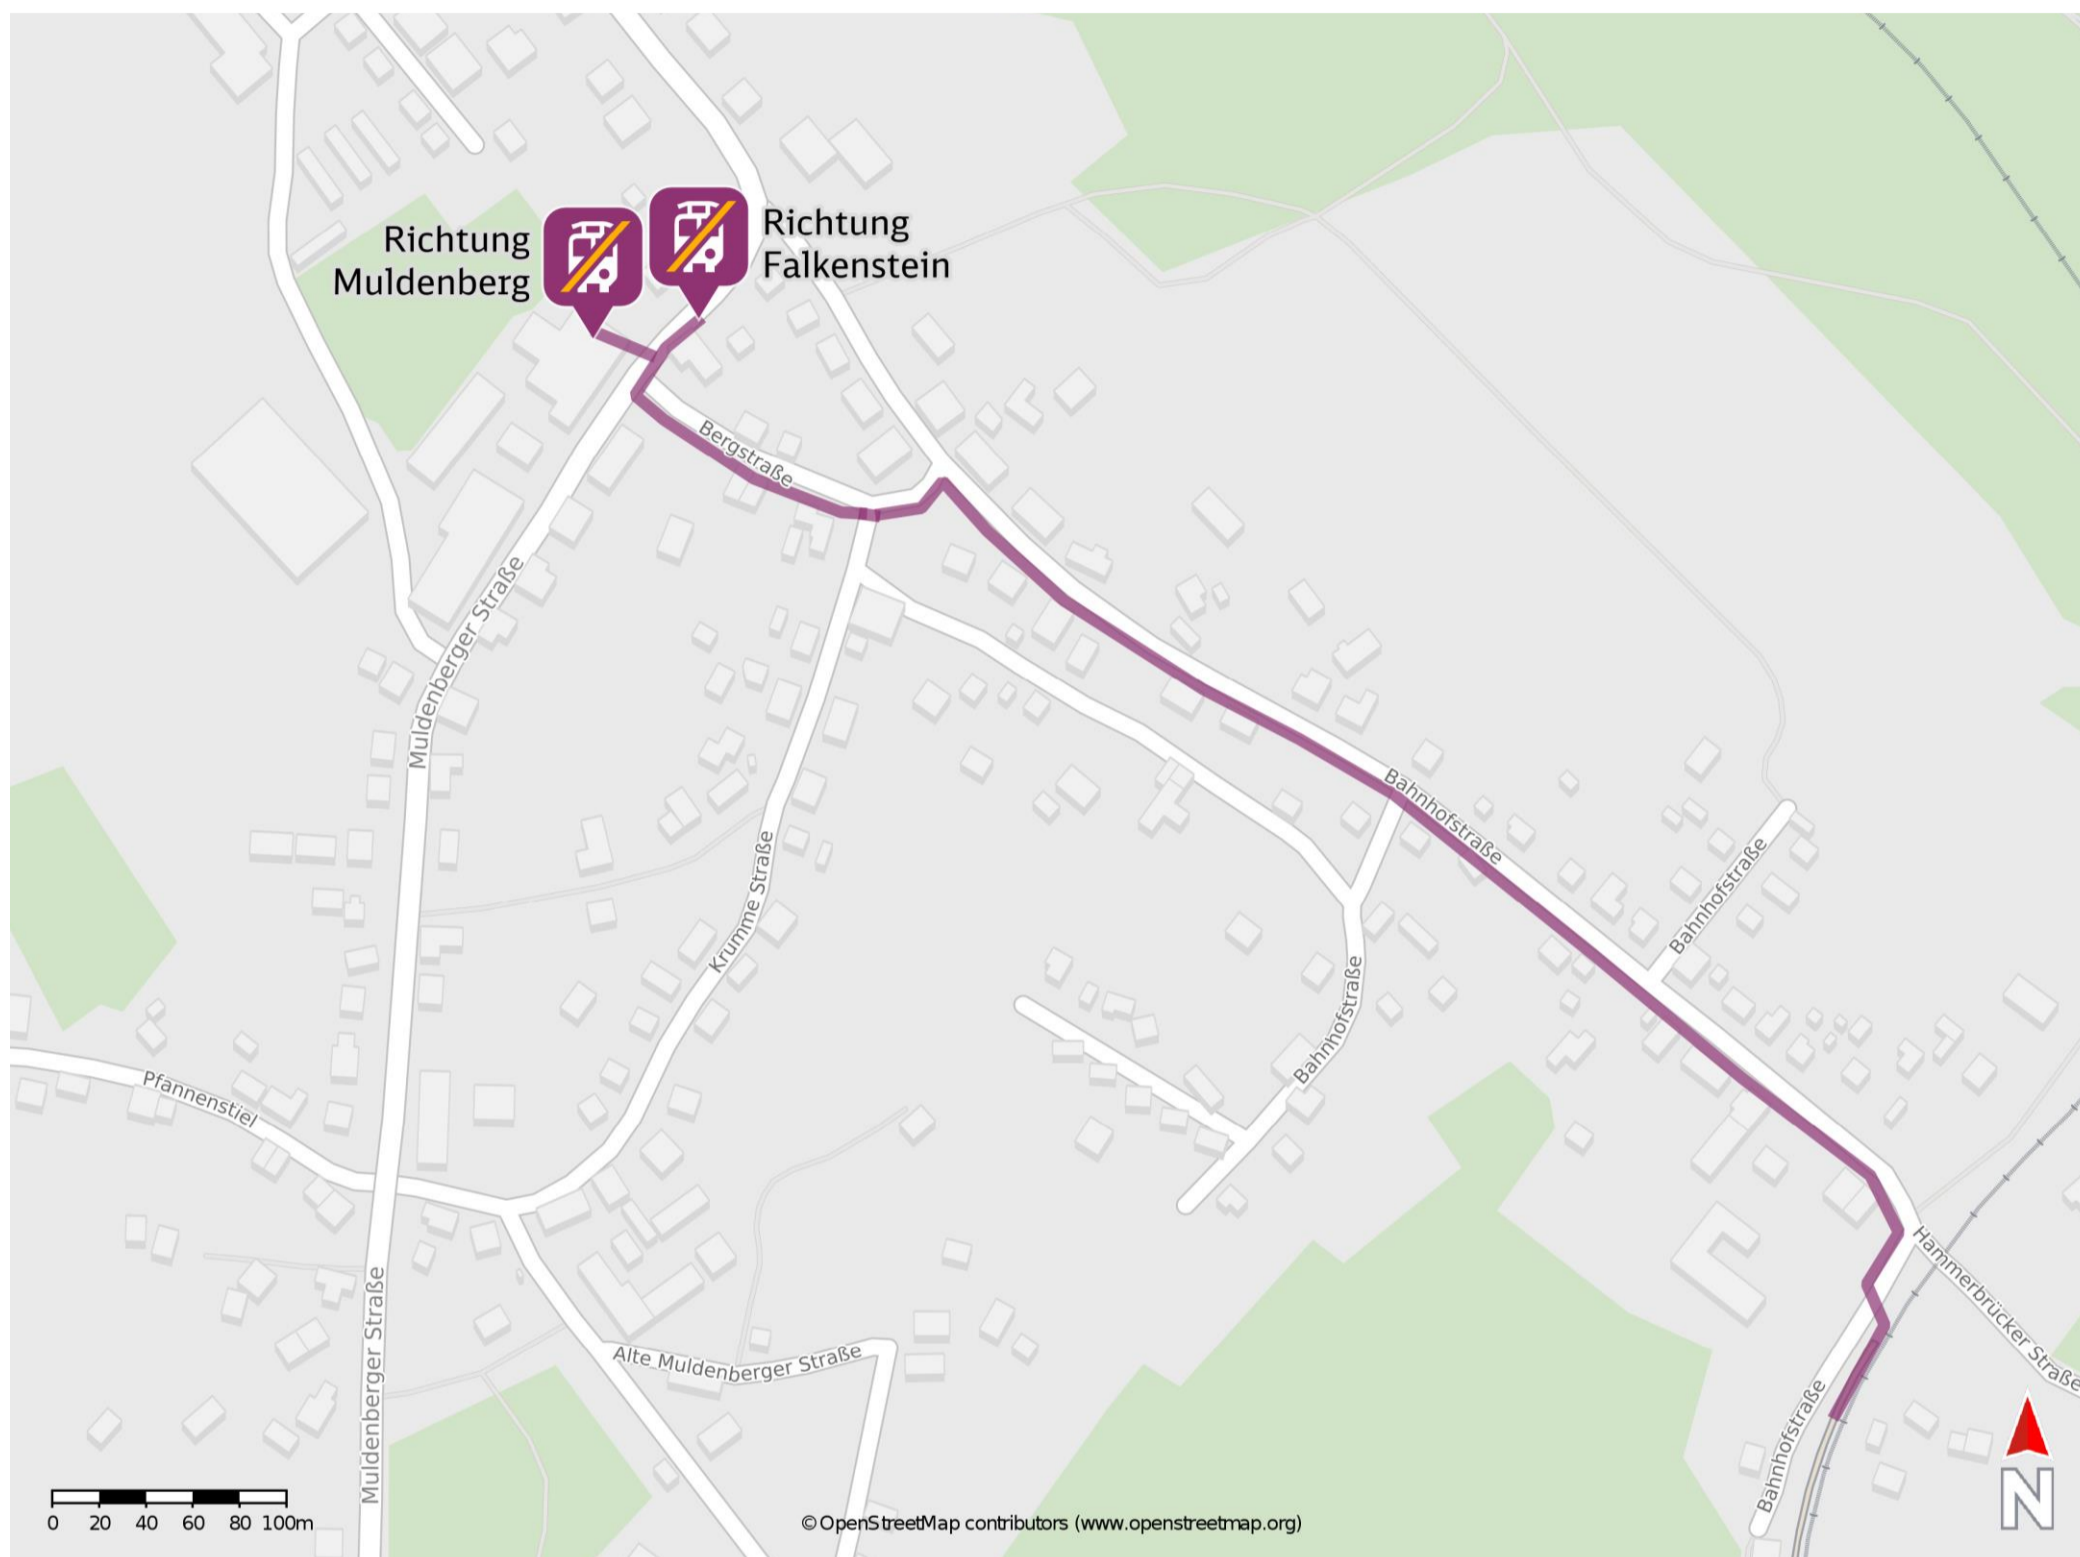 Richtung
Muldenberg
Richtung
Falkenstein
Bergstraße
Muldenberger Straße
Bahnhofstraße
Bahnhofstraße
Krumme Straße
Bahnhofstraße
Pfannenstiel
Hammerbrücker Straße
Muldenberger Straße
Alte Muldenberger Straße
Bahnhofstraße
N
0 20 40 60 80 100m
© OpenStreetMap contributors (www.openstreetmap.org)